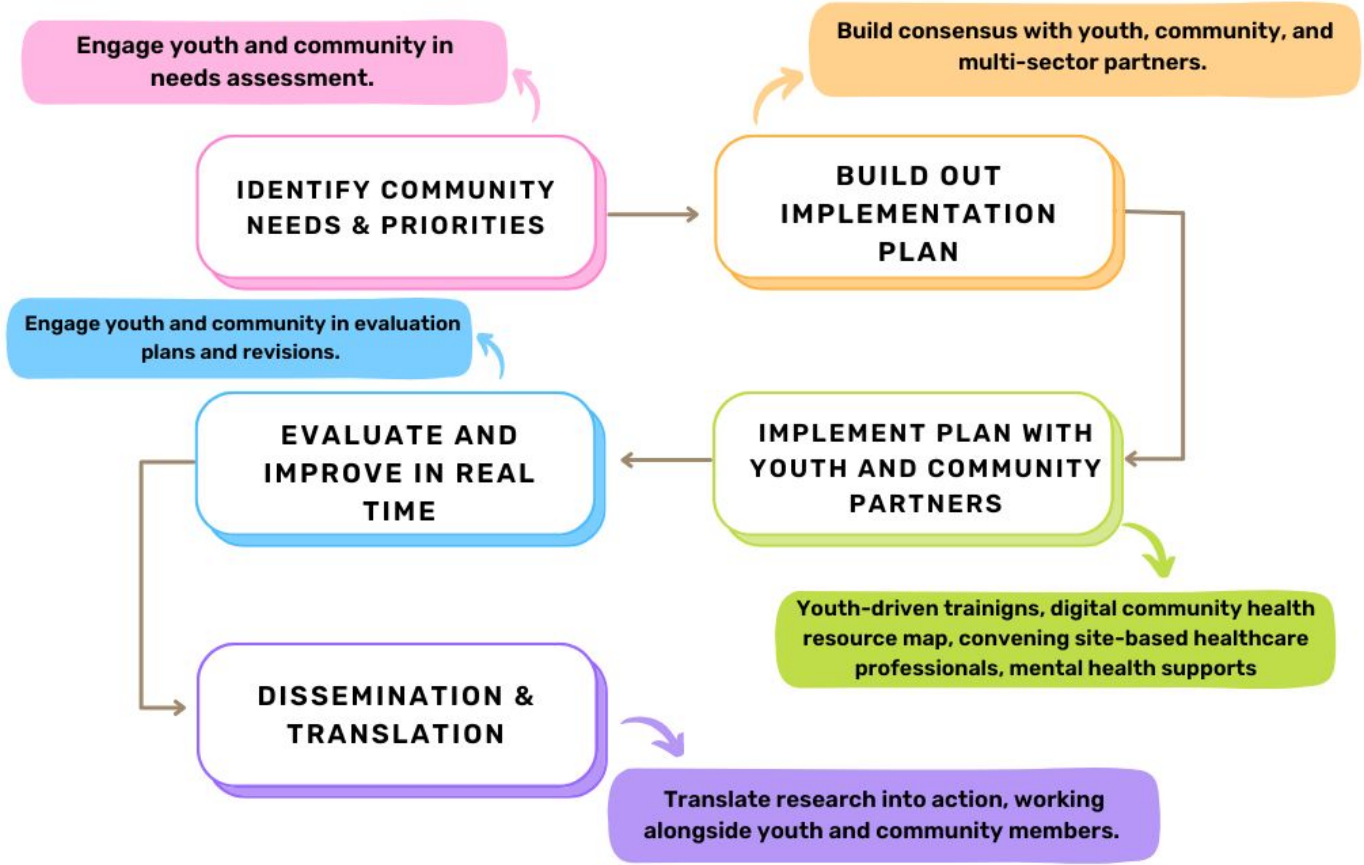 Engage youth and community in
needs assessment.
Build consensus with youth, community, and
multi-sector partners.
IDENTIFY COMMUNITY
NEEDS & PRIORITIES
BUILD OUT
IMPLEMENTATION
PLAN
Engage youth and community in evaluation
plans and revisions.
EVALUATE AND
IMPROVE IN REAL
TIME
IMPLEMENT PLAN WITH
YOUTH AND COMMUNITY
PARTNERS
Youth-driven trainigns, digital community health
resource map, convening site-based healthcare
professionals, mental health supports
DISSEMINATION &
TRANSLATION
Translate research into action, working
alongside youth and community members.